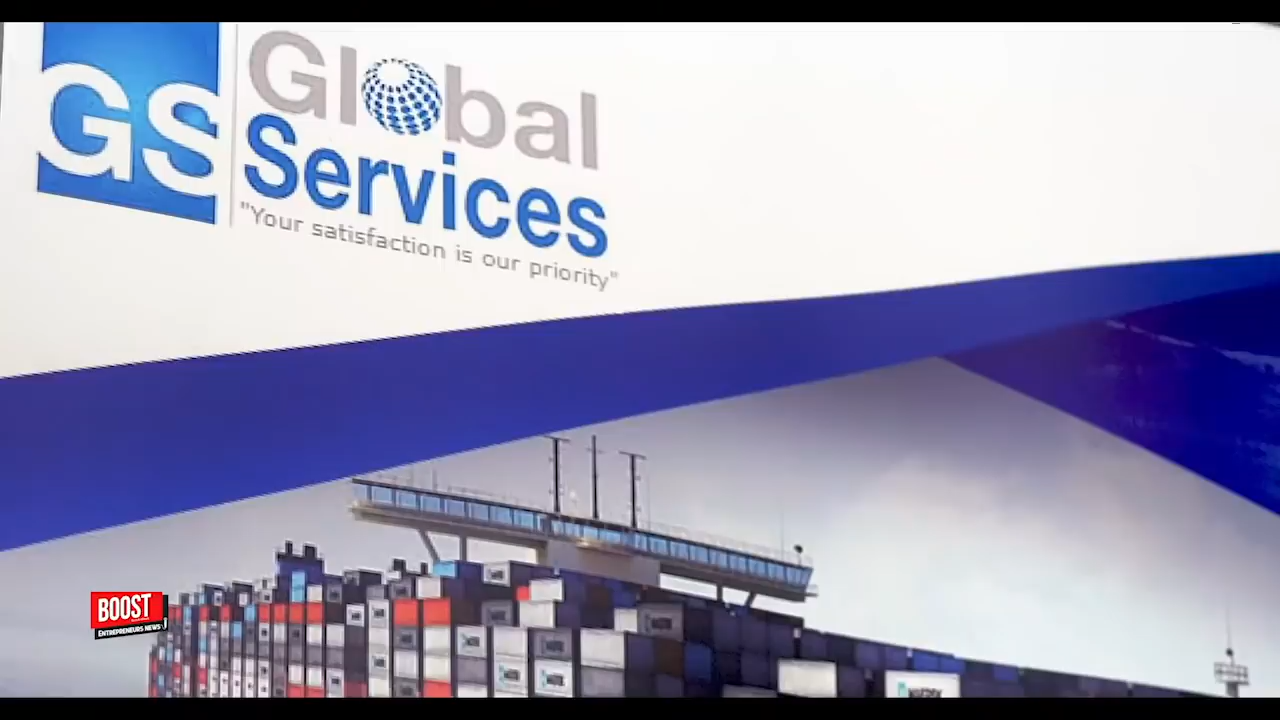 GS
Global
Services
"Your satisfaction is our priority"
BOOST
ENTREPRENEURS NEWS